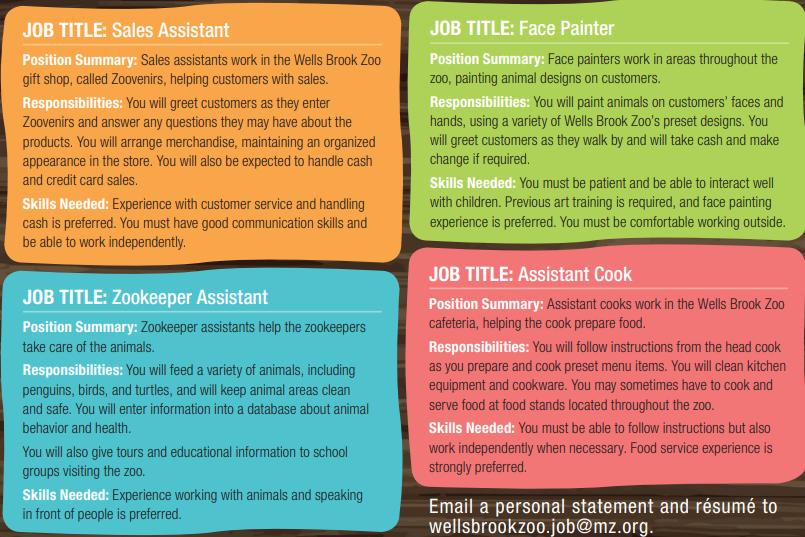 JOB TITLE: Sales Assistant
Position Summary: Sales assistants work in the Wells Brook Zoo
gift shop, called Zoovenirs, helping customers with sales.
Responsibilities: You will greet customers as they enter
Zoovenirs and answer any questions they may have about the
products. You will arrange merchandise, maintaining an organized
appearance in the store. You will also be expected to handle cash
and credit card sales.
Skills Needed: Experience with customer service and handling
cash is preferred. You must have good communication skills and
be able to work independently.
JOB TITLE: Face Painter
Position Summary: Face painters work in areas throughout the
zoo, painting animal designs on customers.
Responsibilities: You will paint animals on customers' faces and
hands, using a variety of Wells Brook Zoo's preset designs. You
will greet customers as they walk by and will take cash and make
change if required.
Skills Needed: You must be patient and be able to interact well
with children. Previous art training is required, and face painting
experience is preferred. You must be comfortable working outside.
JOB TITLE: Zookeeper Assistant
Position Summary: Zookeeper assistants help the zookeepers
take care of the animals.
Responsibilities: You will feed a variety of animals, including
penguins, birds, and turtles, and will keep animal areas clean
and safe. You will enter information into a database about animal
behavior and health.
You will also give tours and educational information to school
groups visiting the zoo.
Skills Needed: Experience working with animals and speaking
in front of people is preferred.
JOB TITLE: Assistant Cook
Position Summary: Assistant cooks work in the Wells Brook Zoo
cafeteria, helping the cook prepare food.
Responsibilities: You will follow instructions from the head cook
as you prepare and cook preset menu items. You will clean kitchen
equipment and cookware. You may sometimes have to cook and
serve food at food stands located throughout the zoo.
Skills Needed: You must be able to follow instructions but also
work independently when necessary. Food service experience is
strongly preferred.
Email a personal statement and résumé to
wellsbrookzoo.job@mz.org.